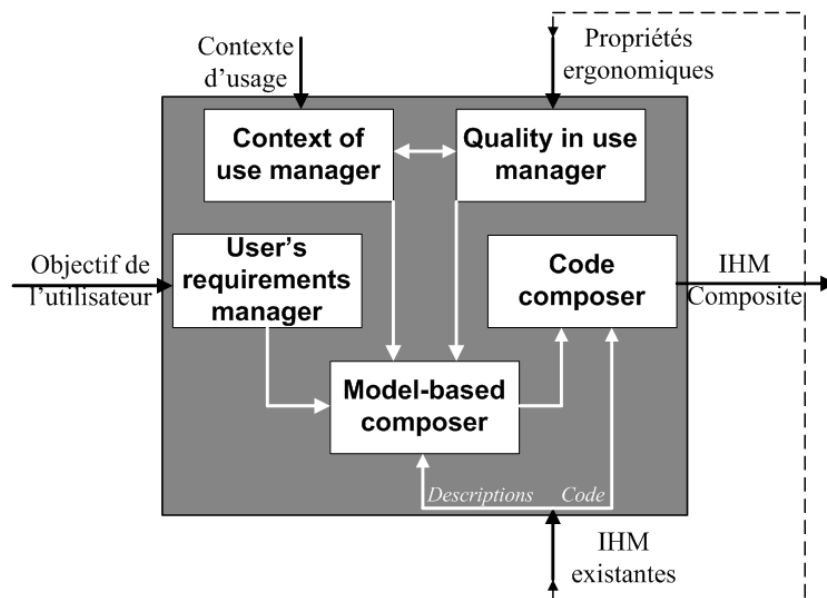 Contexte
d'usage
Propriétés
ergonomiques
Context of
use manager
Quality in use
manager
Objectif de
l'utilisateur
User's
requirements
manager
Code
composer
IHM
Composite
Model-based
composer
Descriptions
Code
IHM
existantes